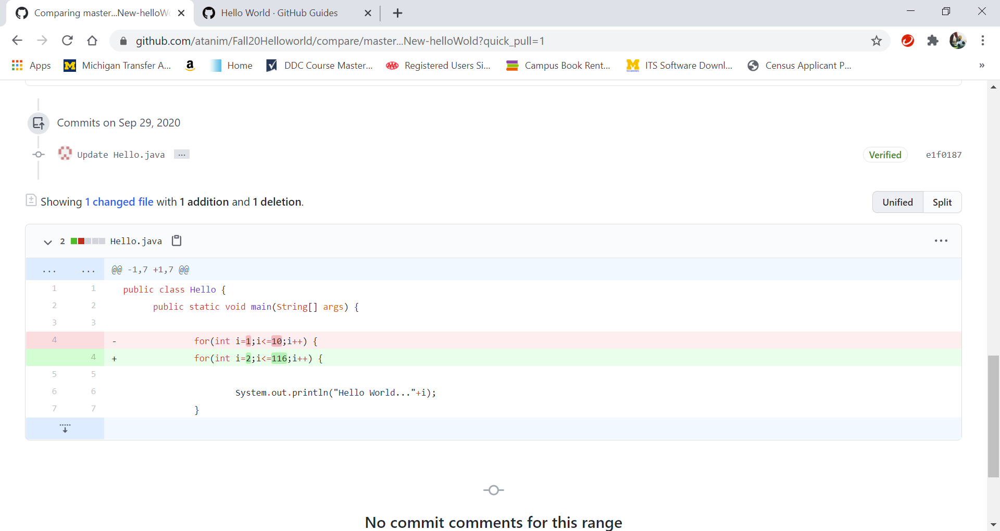 Comparing master...New-helloWo
Hello World · GitHub Guides
github.com/atanim/Fall20Helloworld/compare/master...New-helloWold?quick_pull=1
Apps
Michigan Transfer A...
Home
DDC Course Master...
Registered Users Si...
Campus Book Rent...
ITS Software Downl...
Census Applicant P...
»
Commits on Sep 29, 2020
Update Hello.java ...
Verified
e1f0187
Showing 1 changed file with 1 addition and 1 deletion.
Unified Split
2 Hello.java
... ... @@ -1,7 +1,7 @@
1 1 public class Hello {
2 2 public static void main(String[] args) {
3 3
4 - for(int i=1;i<=10;i++) {
4 + for(int i=2;i<=116;i++) {
5 5
6 6 System.out.println("Hello World..."+i);
7 7 }
No commit comments for this range